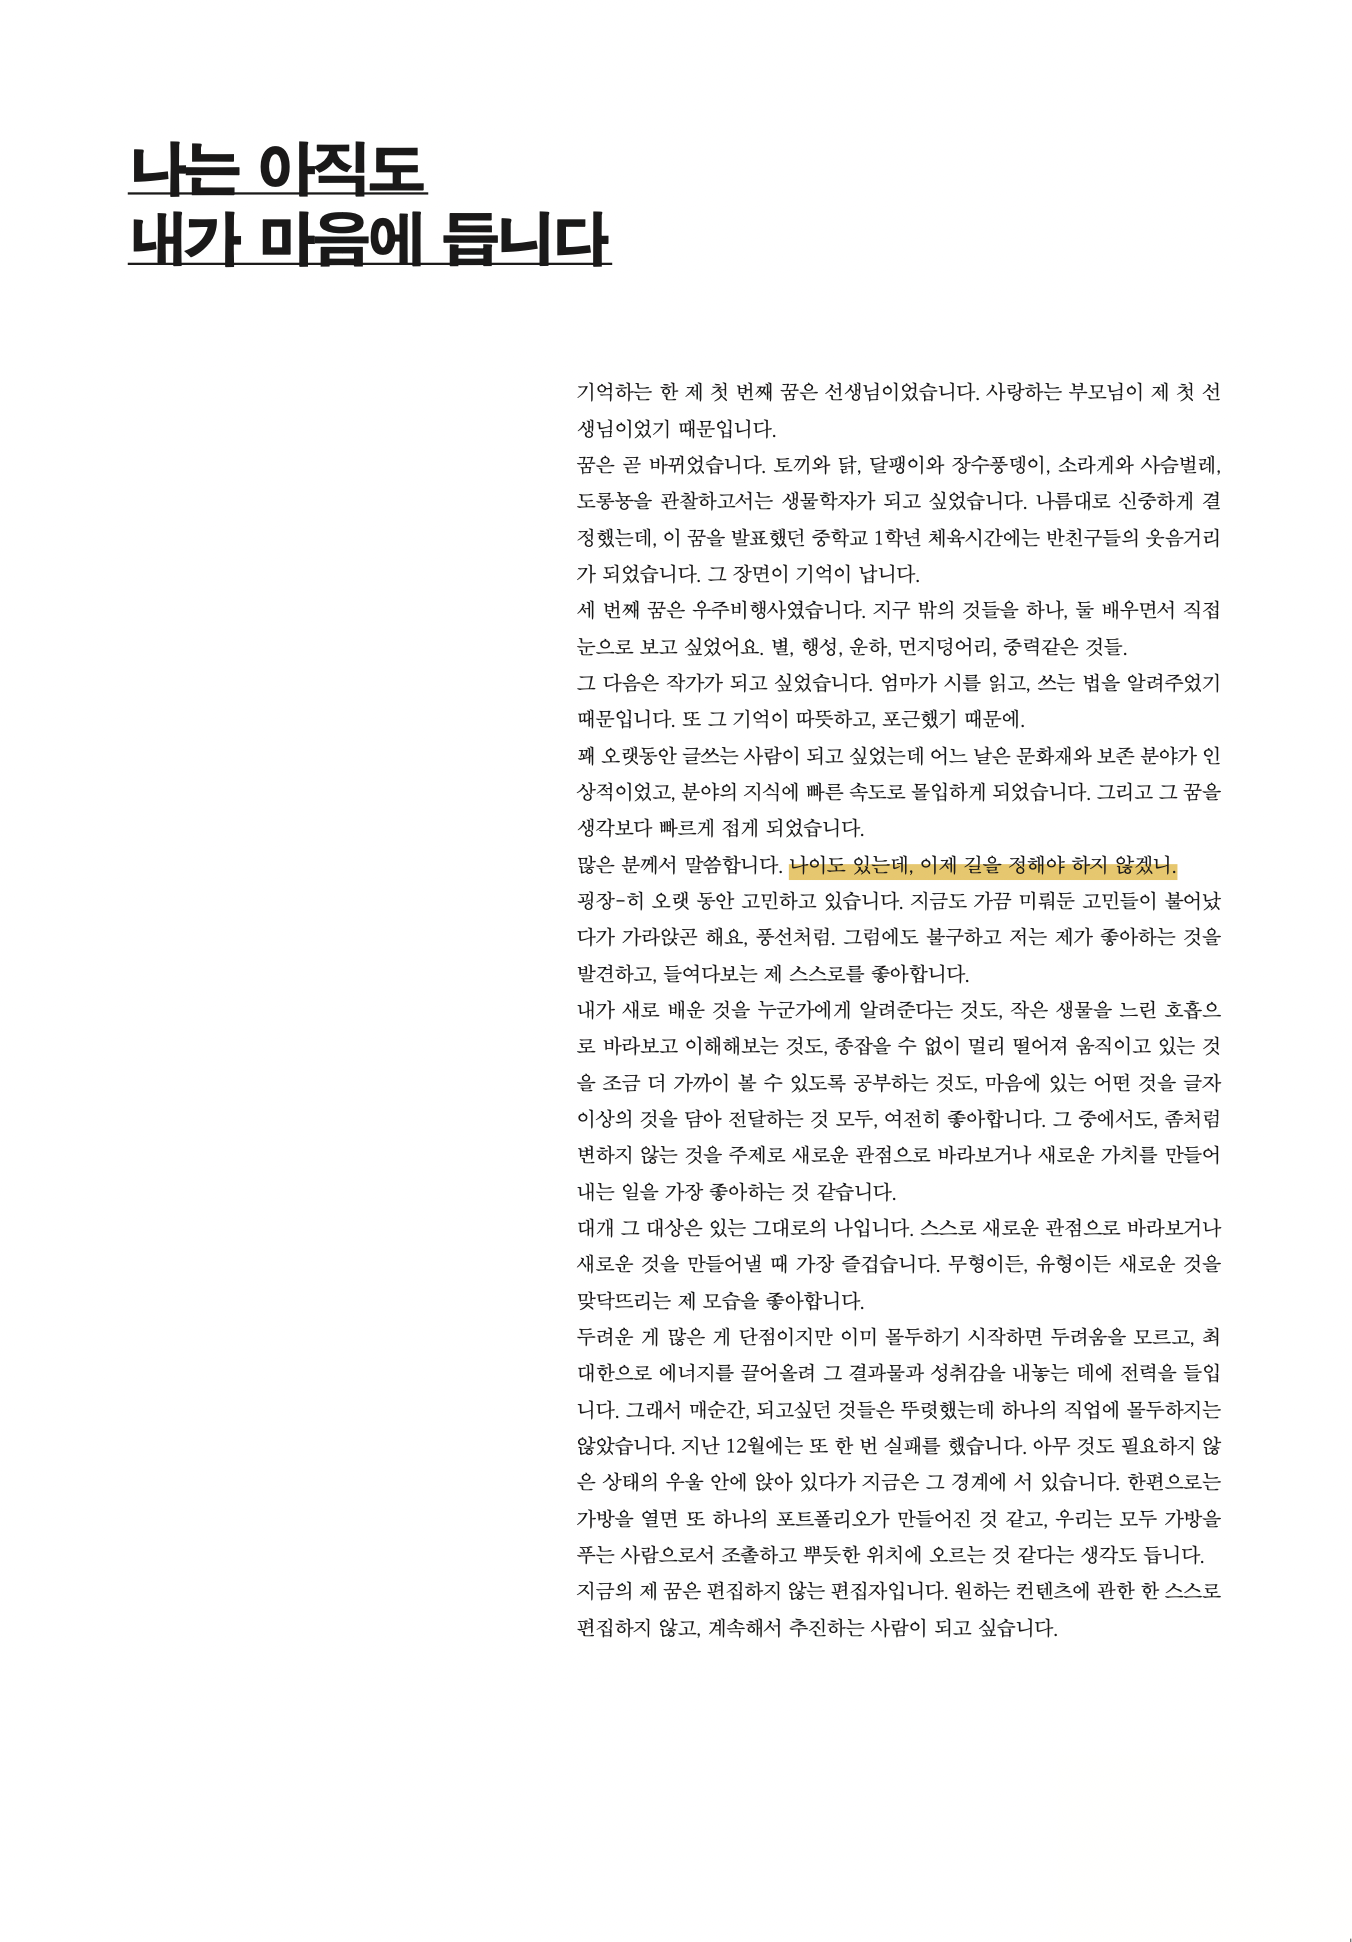 나는 아직도
내가 마음에 듭니다
기억하는 한 제 첫 번째 꿈은 선생님이었습니다. 사랑하는 부모님이 제 첫 선
생님이었기 때문입니다.
꿈은 곧 바뀌었습니다. 토끼와 닭, 달팽이와 장수풍뎅이, 소라게와 사슴벌레,
도롱뇽을 관찰하고서는 생물학자가 되고 싶었습니다. 나름대로 신중하게 결
정했는데, 이 꿈을 발표했던 중학교 1학년 체육시간에는 반친구들의 웃음거리
가 되었습니다. 그 장면이 기억이 납니다.
세 번째 꿈은 우주비행사였습니다. 지구 밖의 것들을 하나, 둘 배우면서 직접
눈으로 보고 싶었어요. 별, 행성, 운하, 먼지덩어리, 중력같은 것들.
그 다음은 작가가 되고 싶었습니다. 엄마가 시를 읽고, 쓰는 법을 알려주었기
때문입니다. 또 그 기억이 따뜻하고, 포근했기 때문에.
꽤 오랫동안 글쓰는 사람이 되고 싶었는데 어느 날은 문화재와 보존 분야가 인
상적이었고, 분야의 지식에 빠른 속도로 몰입하게 되었습니다. 그리고 그 꿈을
생각보다 빠르게 접게 되었습니다.
많은 분께서 말씀합니다. 나이도 있는데, 이제 길을 정해야 하지 않겠니.
굉장-히 오랫 동안 고민하고 있습니다. 지금도 가끔 미뤄둔 고민들이 불어났
다가 가라앉곤 해요, 풍선처럼. 그럼에도 불구하고 저는 제가 좋아하는 것을
발견하고, 들여다보는 제 스스로를 좋아합니다.
내가 새로 배운 것을 누군가에게 알려준다는 것도, 작은 생물을 느린 호흡으
로 바라보고 이해해보는 것도, 종잡을 수 없이 멀리 떨어져 움직이고 있는 것
을 조금 더 가까이 볼 수 있도록 공부하는 것도, 마음에 있는 어떤 것을 글자
이상의 것을 담아 전달하는 것 모두, 여전히 좋아합니다. 그 중에서도, 좀처럼
변하지 않는 것을 주제로 새로운 관점으로 바라보거나 새로운 가치를 만들어
내는 일을 가장 좋아하는 것 같습니다.
대개 그 대상은 있는 그대로의 나입니다. 스스로 새로운 관점으로 바라보거나
새로운 것을 만들어낼 때 가장 즐겁습니다. 무형이든, 유형이든 새로운 것을
맞닥뜨리는 제 모습을 좋아합니다.
두려운 게 많은 게 단점이지만 이미 몰두하기 시작하면 두려움을 모르고, 최
대한으로 에너지를 끌어올려 그 결과물과 성취감을 내놓는 데에 전력을 들입
니다. 그래서 매순간, 되고싶던 것들은 뚜렷했는데 하나의 직업에 몰두하지는
않았습니다. 지난 12월에는 또 한 번 실패를 했습니다. 아무 것도 필요하지 않
은 상태의 우울 안에 앉아 있다가 지금은 그 경계에 서 있습니다. 한편으로는
가방을 열면 또 하나의 포트폴리오가 만들어진 것 같고, 우리는 모두 가방을
푸는 사람으로서 조촐하고 뿌듯한 위치에 오르는 것 같다는 생각도 듭니다.
지금의 제 꿈은 편집하지 않는 편집자입니다. 원하는 컨텐츠에 관한 한 스스로
편집하지 않고, 계속해서 추진하는 사람이 되고 싶습니다.